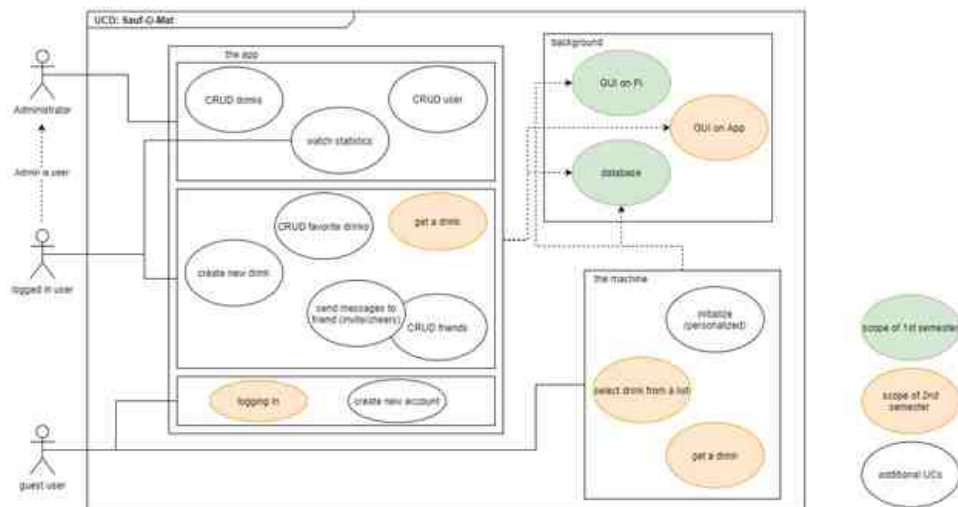 UCD: Sauf-O-Mat
the app
background
CRUD drinks
CRUD user
watch statistics
GUI on Pi
GUI on App
database
Administrator
Admin is user
logged in user
CRUD favorite drinks
get a drink
create new drink
send messages to
friend (invite/cheers)
CRUD friends
logging in
create new account
guest user
the machine
initialize
(personalized)
select drink from a list
get a drink
scope of 1st semester
scope of 2nd
semester
additional UCs